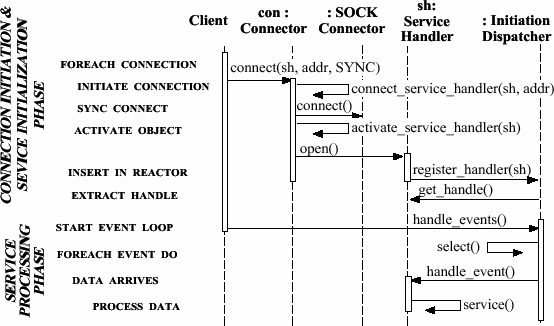 Client
con :
Connector
: SOCK
Connector
sh:
Service
Handler
: Initiation
Dispatcher
CONNECTION INITIATION &
SEVICE INITIALIZATION
PHASE
FOREACH CONNECTION
connect(sh, addr, SYNC)
INITIATE CONNECTION
connect_service_handler(sh, addr)
SYNC CONNECT
connect()
ACTIVATE OBJECT
activate_service_handler(sh)
open()
INSERT IN REACTOR
register_handler(sh)
EXTRACT HANDLE
get_handle()
SERVICE
PROCESSING
PHASE
START EVENT LOOP
handle_events()
FOREACH EVENT DO
select()
DATA ARRIVES
handle_event()
PROCESS DATA
service()